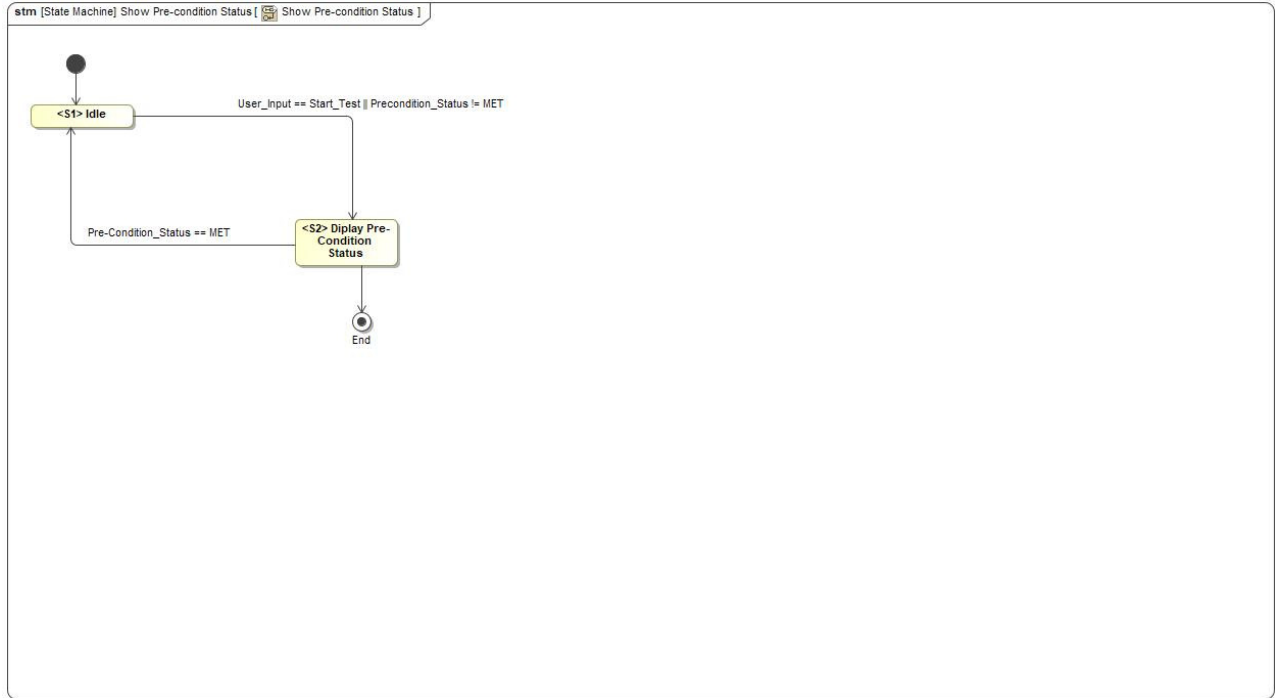 stm [State Machine] Show Pre-condition Status [ Show Pre-condition Status ]
User_Input == Start_Test || Precondition_Status != MET
<S1> Idle
Pre-Condition_Status == MET
<S2> Diplay Pre-
Condition
Status
End